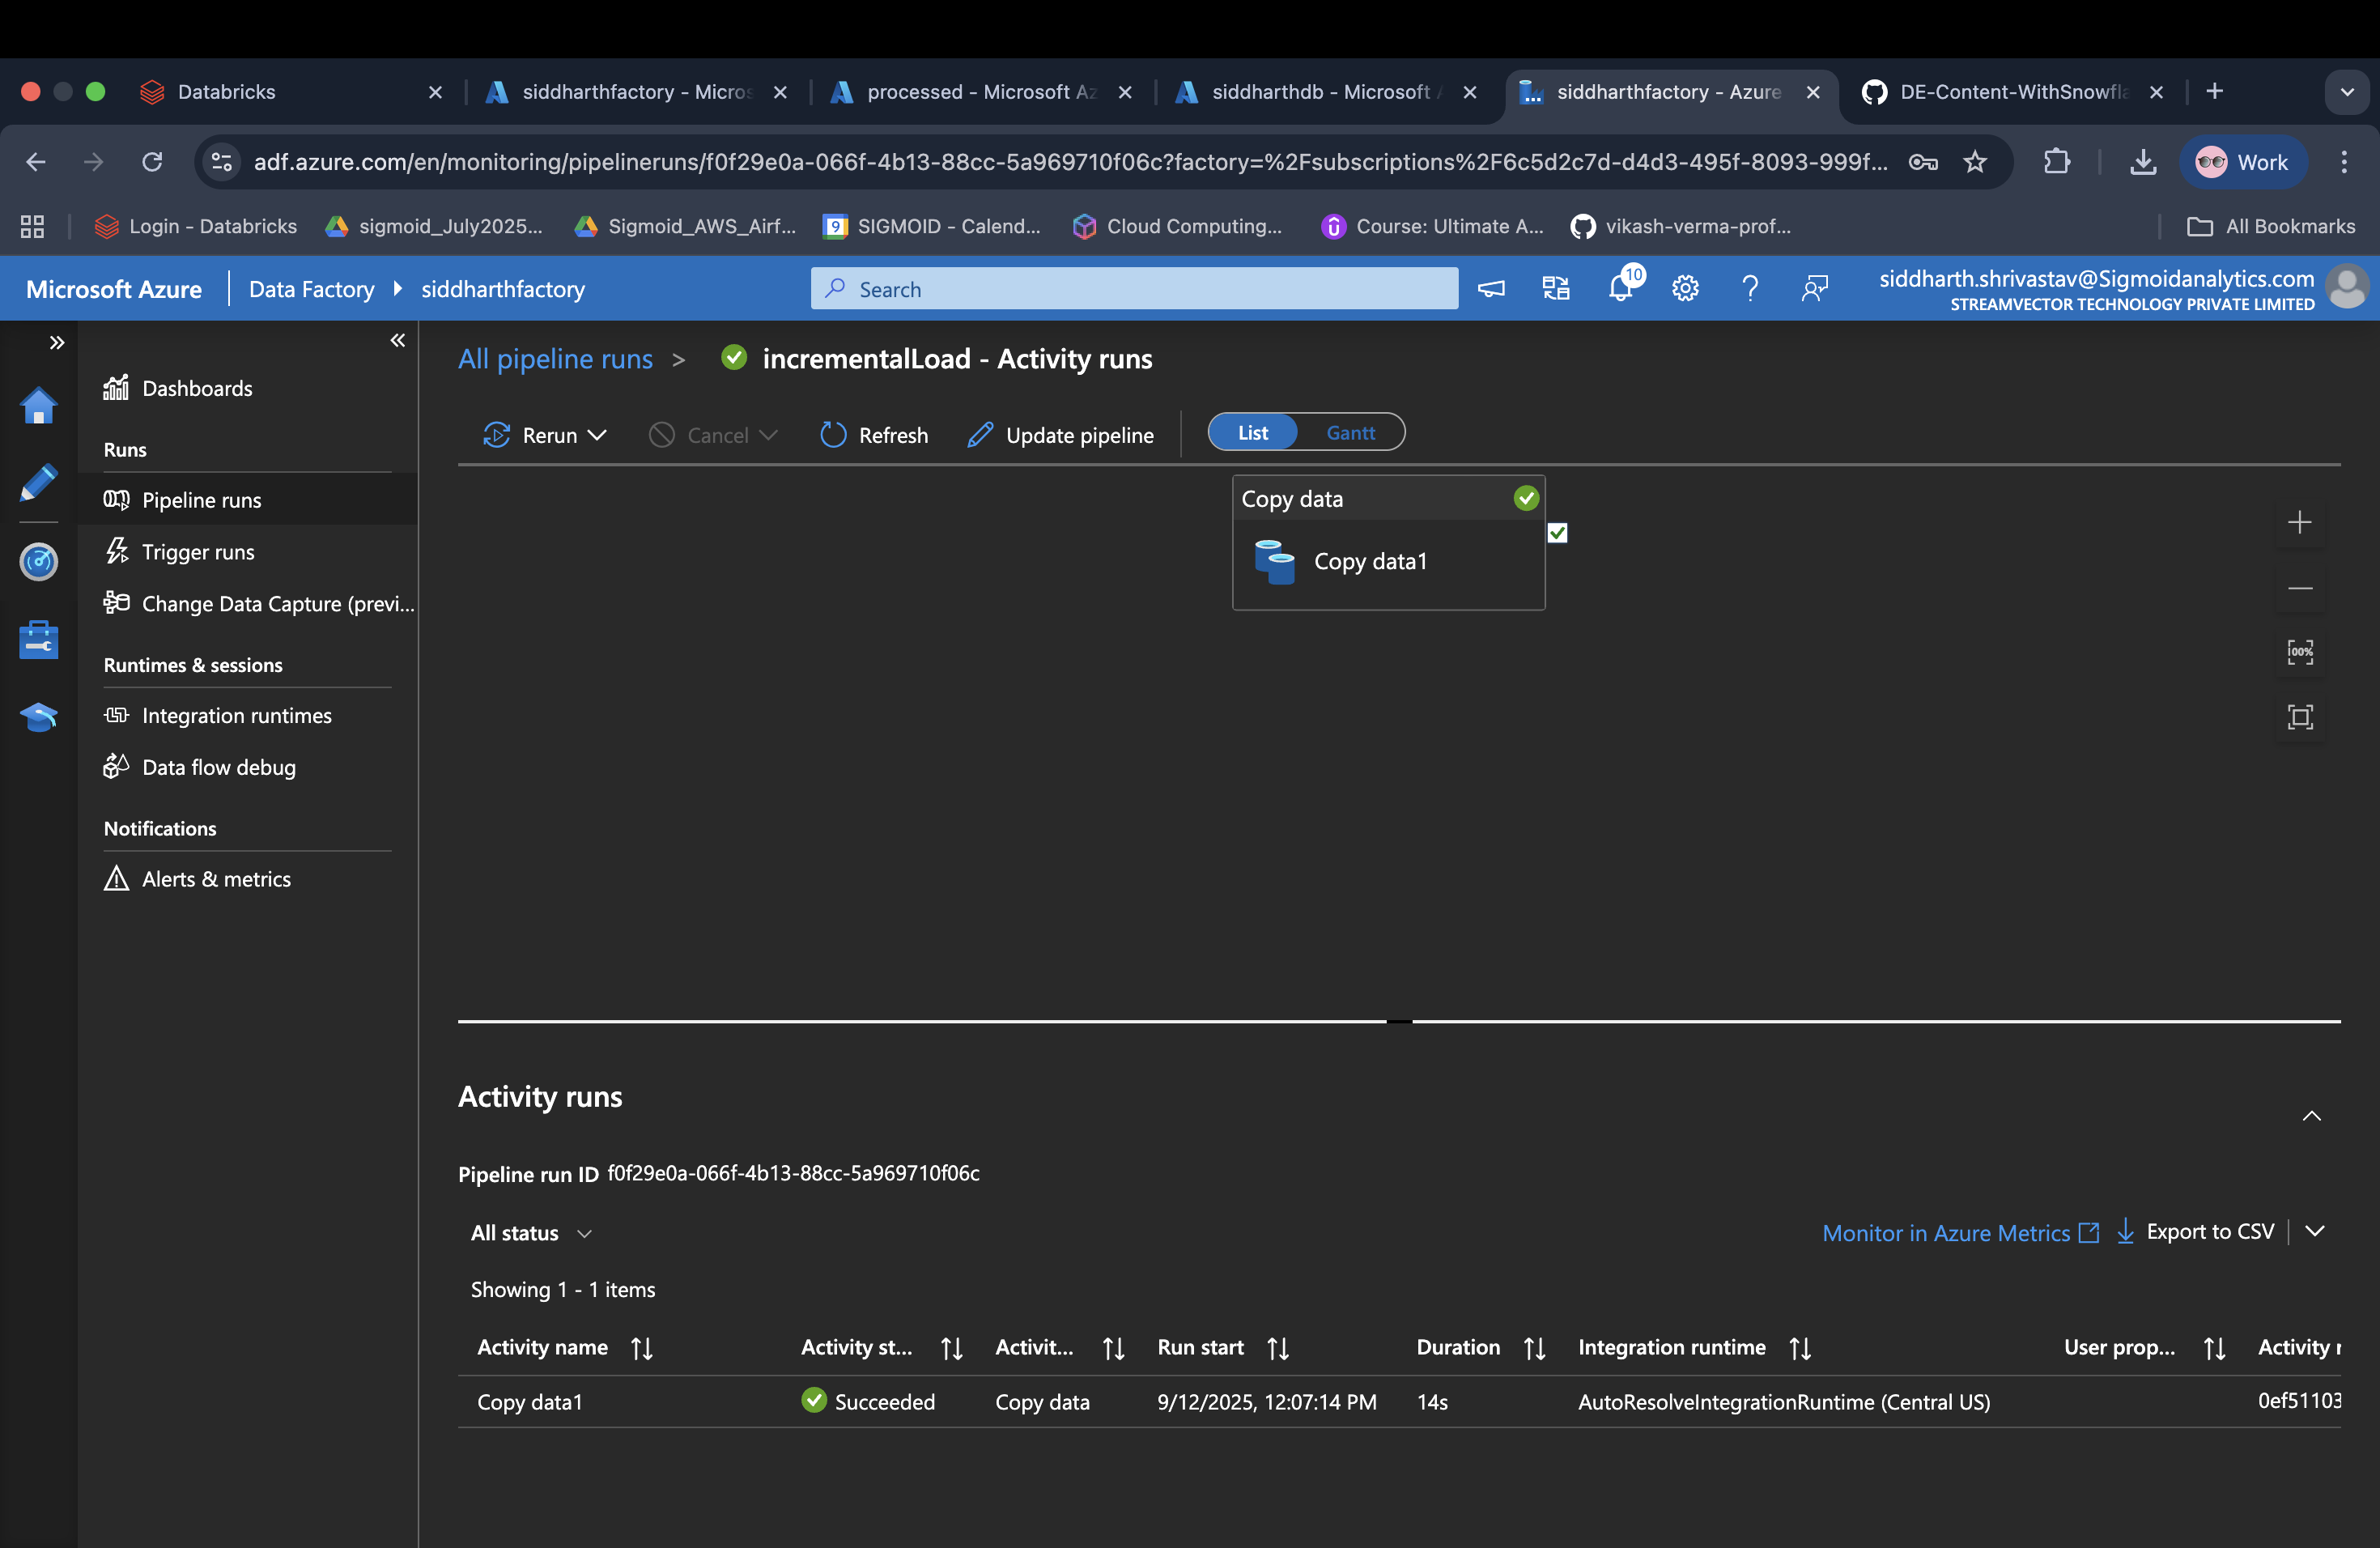 Databricks
siddharthfactory - Micros
processed - Microsoft Az
siddharthdb - Microsoft A
siddharthfactory - Azure
DE-Content-WithSnowfla
adf.azure.com/en/monitoring/pipelineruns/f0f29e0a-066f-4b13-88cc-5a969710f06c?factory=%2Fsubscriptions%2F6c5d2c7d-d4d3-495f-8093-999f...
Work
Login - Databricks
sigmoid_July2025...
Sigmoid_AWS_Airf...
9
SIGMOID - Calend...
Cloud Computing...
Course: Ultimate A...
vikash-verma-prof...
All Bookmarks
Microsoft Azure
Data Factory
siddharthfactory
Search
10
siddharth.shrivastav@Sigmoidanalytics.com
STREAMVECTOR TECHNOLOGY PRIVATE LIMITED
Dashboards
Runs
Pipeline runs
Trigger runs
Change Data Capture (previ...
Runtimes & sessions
Integration runtimes
Data flow debug
Notifications
Alerts & metrics
All pipeline runs > incrementalLoad - Activity runs
Rerun
Cancel
Refresh
Update pipeline
List
Gantt
Copy data
Copy data1
100%
Activity runs
Pipeline run ID f0f29e0a-066f-4b13-88cc-5a969710f06c
All status
Monitor in Azure Metrics
Export to CSV
Showing 1 - 1 items
Activity name Activity st... Activit... Run start Duration Integration runtime User prop... Activity r
Copy data1 Succeeded Copy data 9/12/2025, 12:07:14 PM 14s AutoResolveIntegrationRuntime (Central US) 0ef51103